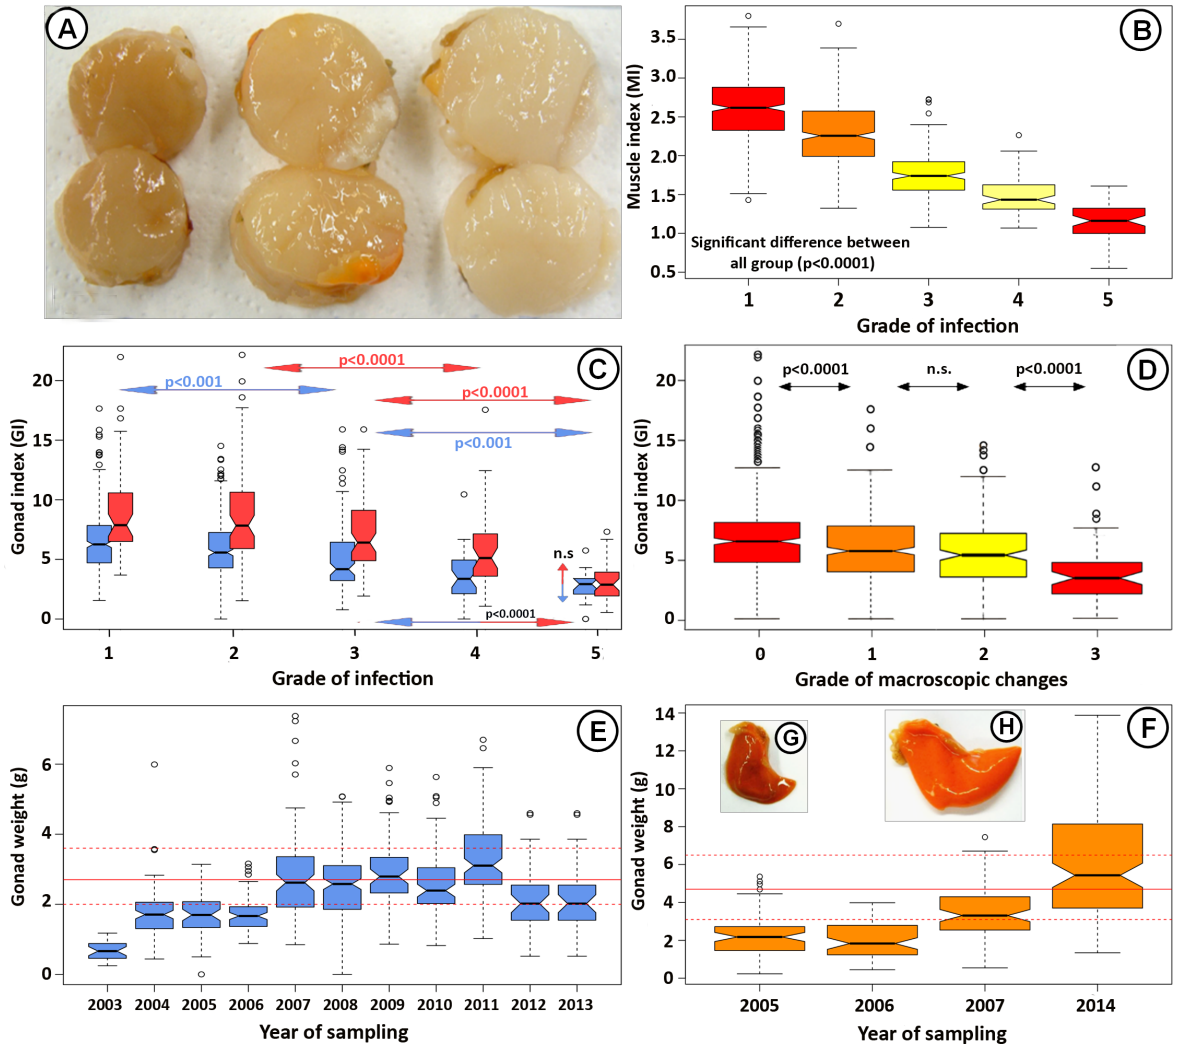 A
B
Muscle index (MI)
3.5
3.0
2.5
2.0
1.5
1.0
0.5
Significant difference between
all group (p<0.0001)
1 2 3 4 5
Grade of infection
C
Gonad index (GI)
20
15
10
5
0
p<0.0001
p<0.001
p<0.0001
p<0.001
n.s
p<0.0001
1 2 3 4 5
Grade of infection
D
Gonad index (GI)
20
15
10
5
0
p<0.0001 n.s. p<0.0001
0 1 2 3
Grade of macroscopic changes
E
Gonad weight (g)
6
4
2
0
2003 2004 2005 2006 2007 2008 2009 2010 2011 2012 2013
Year of sampling
F
G
H
Gonad weight (g)
14
12
10
8
6
4
2
0
2005 2006 2007 2014
Year of sampling